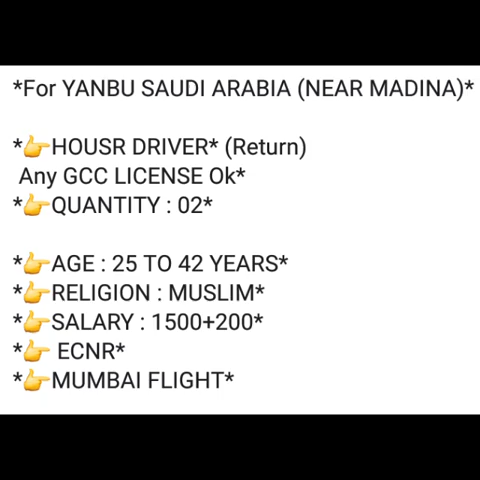 *For YANBU SAUDI ARABIA (NEAR MADINA)*
*👉HOUSR DRIVER* (Return)
Any GCC LICENSE Ok*
*👉QUANTITY : 02*
*👉AGE : 25 TO 42 YEARS*
*👉RELIGION : MUSLIM*
*👉SALARY : 1500+200*
*👉 ECNR*
*👉MUMBAI FLIGHT*